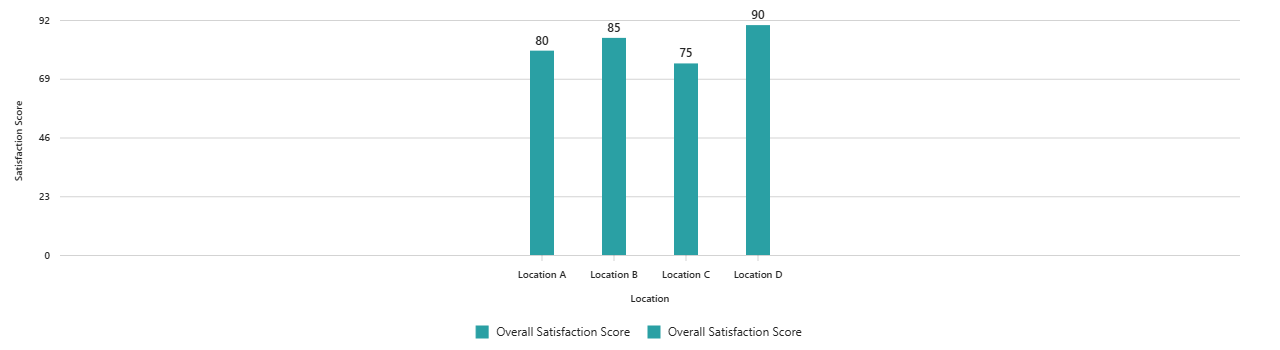 92
69
46
23
0
Satisfaction Score
80
85
75
90
Location A Location B Location C Location D
Location
Overall Satisfaction Score Overall Satisfaction Score